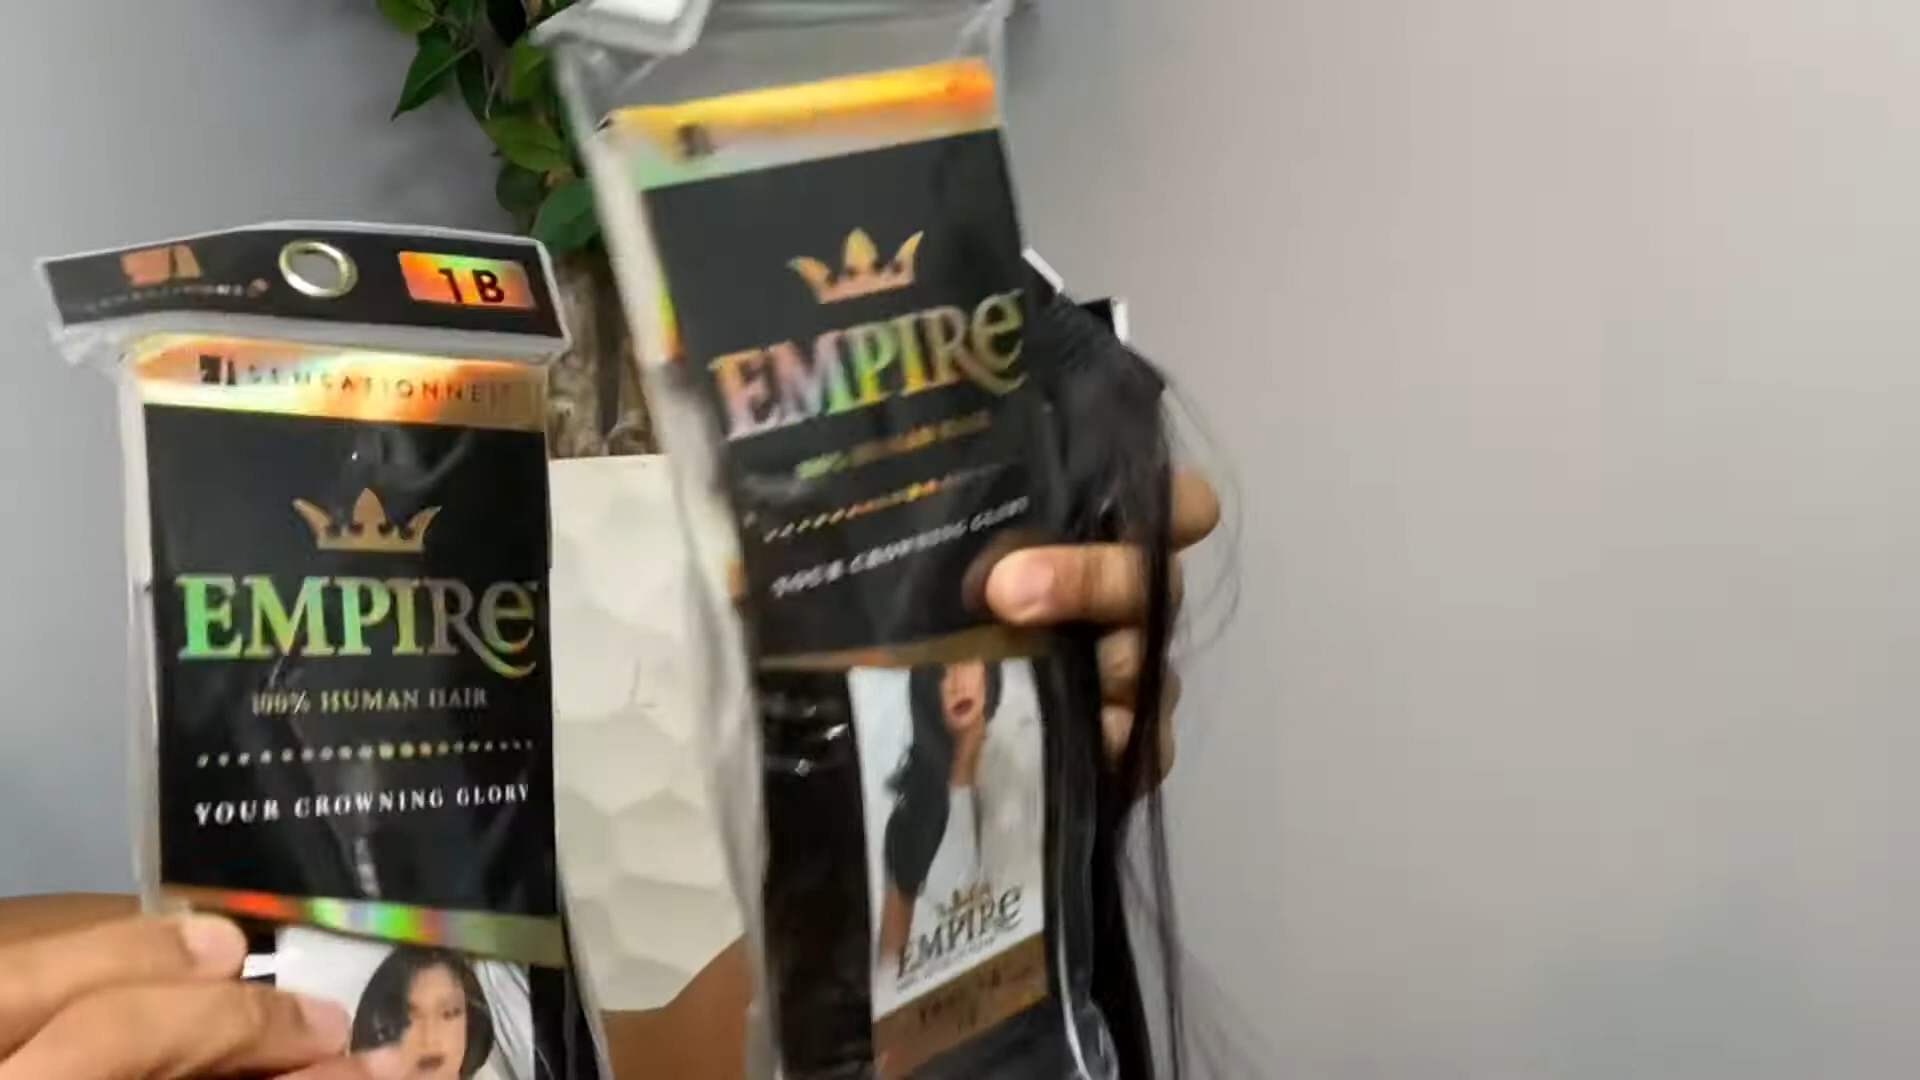 1B
SENSATIONNEL
EMPIRE
100% HUMAN HAIR
YOUR CROWNING GLORY
EMPIRE
YOUR CROWNING GLORY
EMPIRE